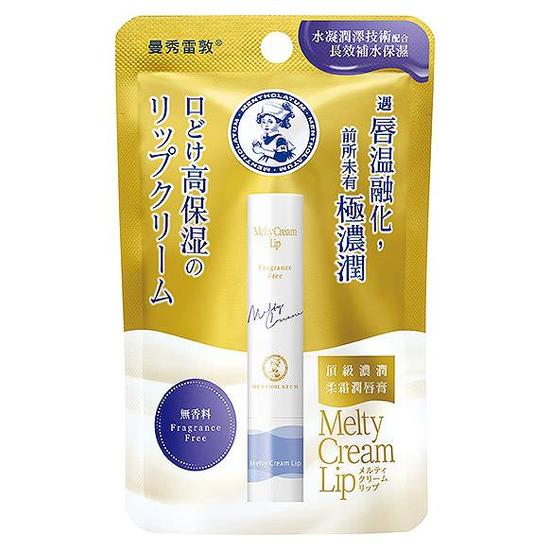 曼秀雷敦®
水凝潤澤技術配合
長效補水保濕
MENTHOLATUM
MENTHOLATUM
遇唇温融化,
前所未有極濃潤
口どけ高保湿の
リップクリーム
Melty Cream
Lip
Fragrance
Free
Melty
Cream
MENTHOLATUM
Melty Cream Lip
無香料
Fragrance
Free
頂級濃潤
柔霜潤唇膏
Melty
Cream
Lip
メルティ
クリーム
リップ